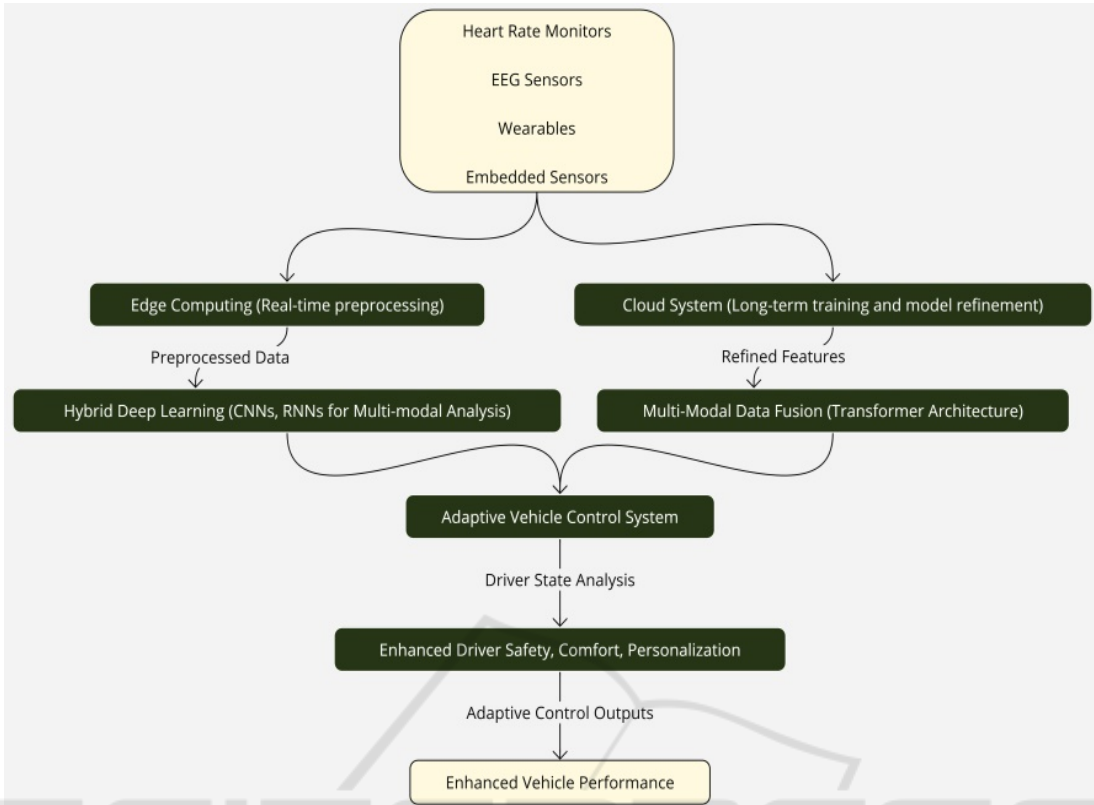 Heart Rate Monitors
EEG Sensors
Wearables
Embedded Sensors
Edge Computing (Real-time preprocessing)
Cloud System (Long-term training and model refinement)
Preprocessed Data
Refined Features
Hybrid Deep Learning (CNNs, RNNs for Multi-modal Analysis)
Multi-Modal Data Fusion (Transformer Architecture)
Adaptive Vehicle Control System
Driver State Analysis
Enhanced Driver Safety, Comfort, Personalization
Adaptive Control Outputs
Enhanced Vehicle Performance